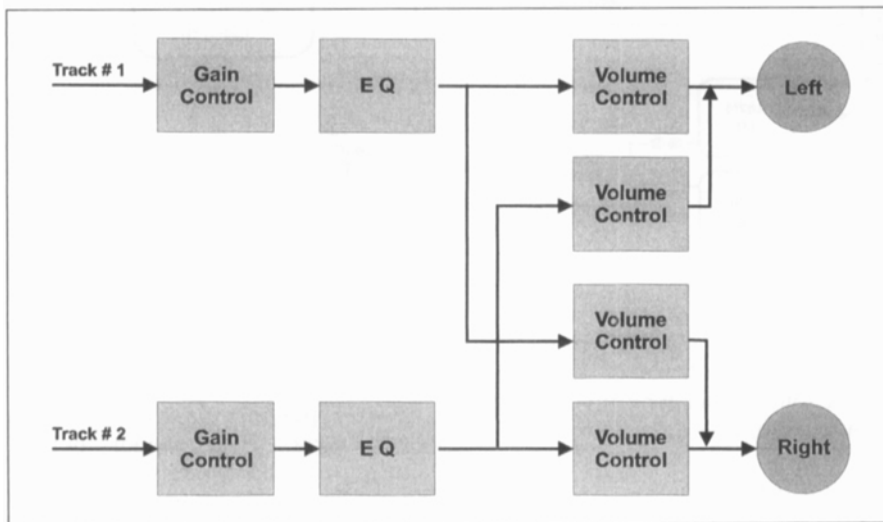 Track # 1
Gain
Control
E Q
Volume
Control
Left
Volume
Control
Volume
Control
Track # 2
Gain
Control
E Q
Volume
Control
Right